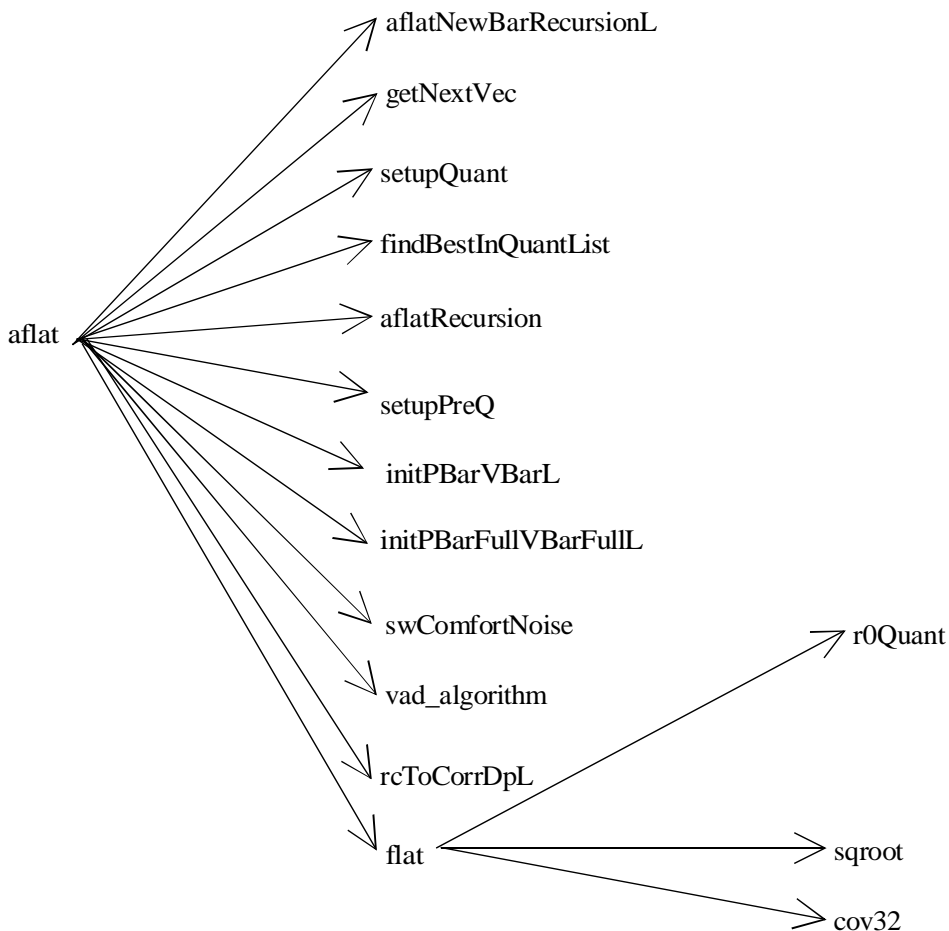 aflatNewBarRecursionL
getNextVec
setupQuant
findBestInQuantList
aflatRecursion
aflat
setupPreQ
initPBarVBarL
initPBarFullVBarFullL
swComfortNoise
r0Quant
vad_algorithm
rcToCorrDpL
flat
sqroot
cov32